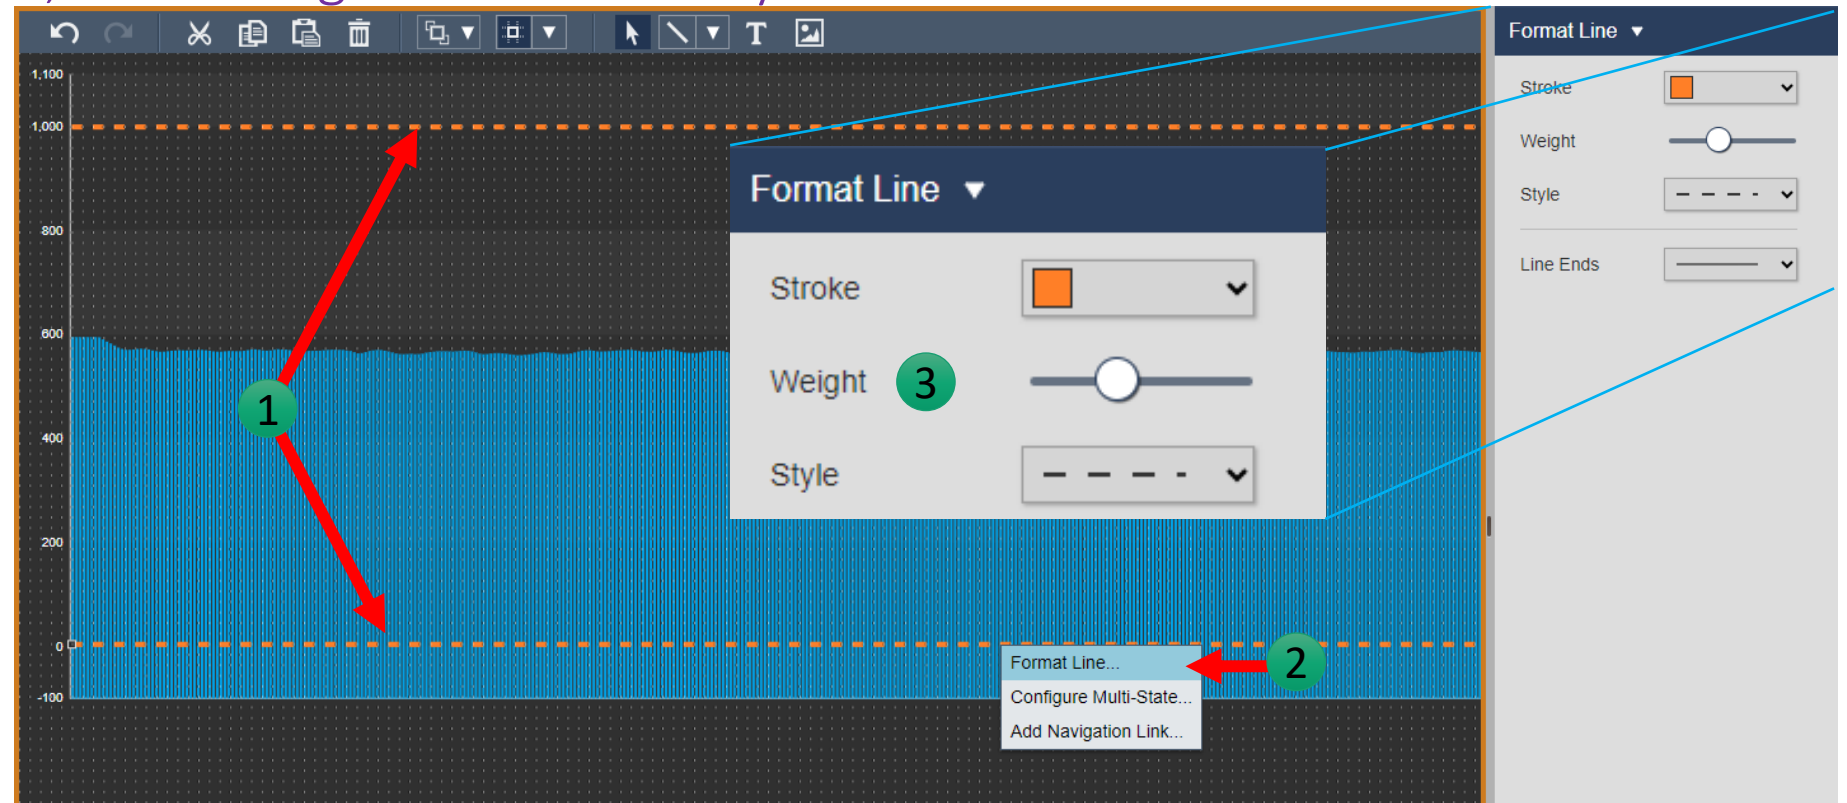 T
Format Line ▼
Stroke
Weight
Style
Line Ends
1,100
1,000
800
600
400
200
0
-100
Format Line ▼
Stroke
Weight
Style
1
3
2
Format Line...
Configure Multi-State...
Add Navigation Link...